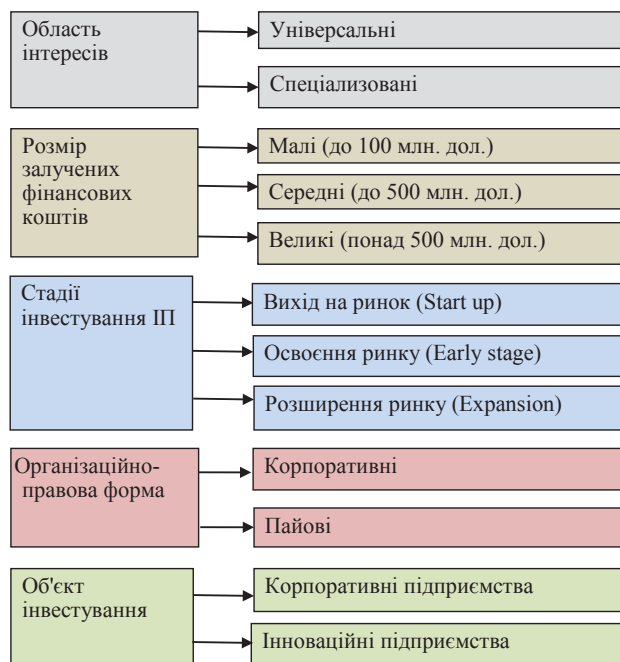 Область
інтересів
Універсальні
Спеціалізовані
Розмір
залучених
фінансових
коштів
Малі (до 100 млн. дол.)
Середні (до 500 млн. дол.)
Великі (понад 500 млн. дол.)
Стадії
інвестування ІП
Вихід на ринок (Start up)
Освоєння ринку (Early stage)
Розширення ринку (Expansion)
Організаційно-
правова форма
Корпоративні
Пайові
Об'єкт
інвестування
Корпоративні підприємства
Інноваційні підприємства